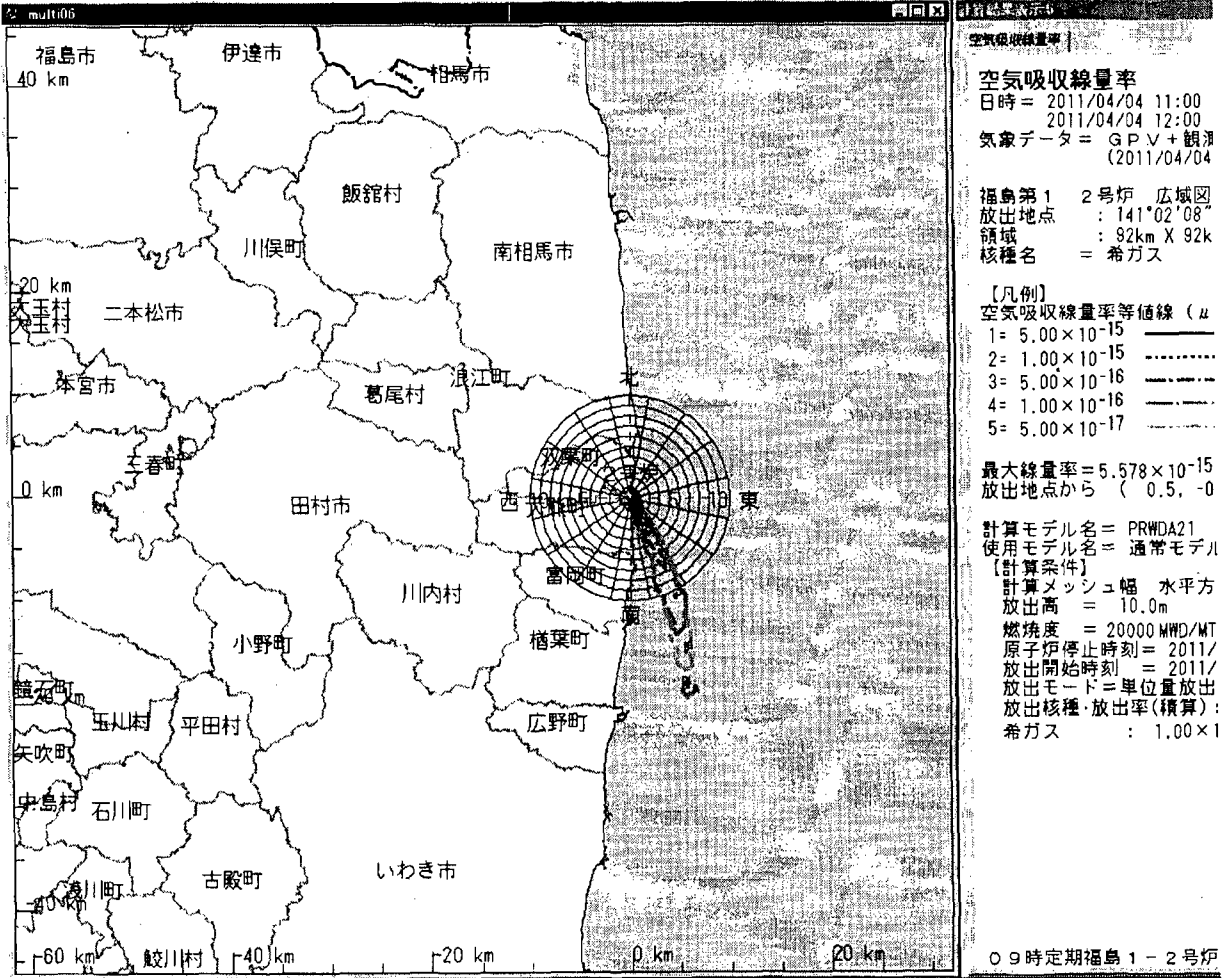 multi06
福島市
伊達市
相馬市
40 km
飯舘村
川俣町
南相馬市
20 km
大玉村
大玉村
二本松市
本宮市
葛尾村
浪江町
北
三春町
双葉町
0 km
田村市
西
10
5
10
東
富岡町
川内村
南
小野町
楢葉町
鏡石町
玉川村
平田村
広野町
矢吹町
中島村
石川町
浅川町
古殿町
いわき市
-40 km
-60 km
鮫川村
-40 km
-20 km
0 km
20 km
空気吸収線量率
空気吸収線量率
日時= 2011/04/04 11:00
2011/04/04 12:00
気象データ= GPV+観測
(2011/04/04
福島第1 2号炉 広域図
放出地点 : 141°02'08"
領域 : 92km X 92k
核種名 = 希ガス
【凡例】
空気吸収線量率等値線 (μ
1= 5.00×10-15
2= 1.00×10-15
3= 5.00×10-16
4= 1.00×10-16
5= 5.00×10-17
最大線量率=5.578×10-15
放出地点から ( 0.5, -0
計算モデル名= PRWDA21
使用モデル名= 通常モデル
【計算条件】
計算メッシュ幅 水平方
放出高 = 10.0m
燃焼度 = 20000MWD/MT
原子炉停止時刻= 2011/
放出開始時刻 = 2011/
放出モード=単位量放出
放出核種・放出率(積算):
希ガス : 1.00×1
09時定期福島1-2号炉